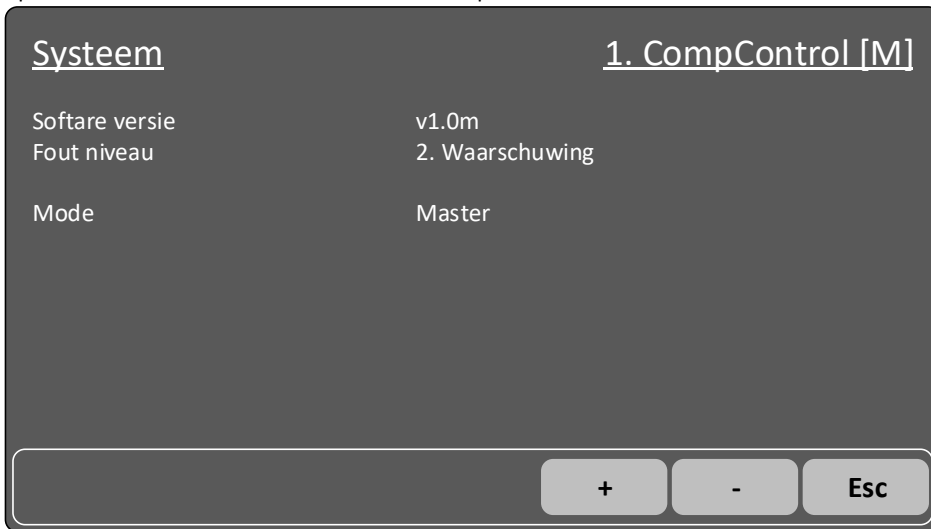 Systeem 1. CompControl [M]
Softare versie v1.0m
Fout niveau 2. Waarschuwing
Mode Master
+ - Esc